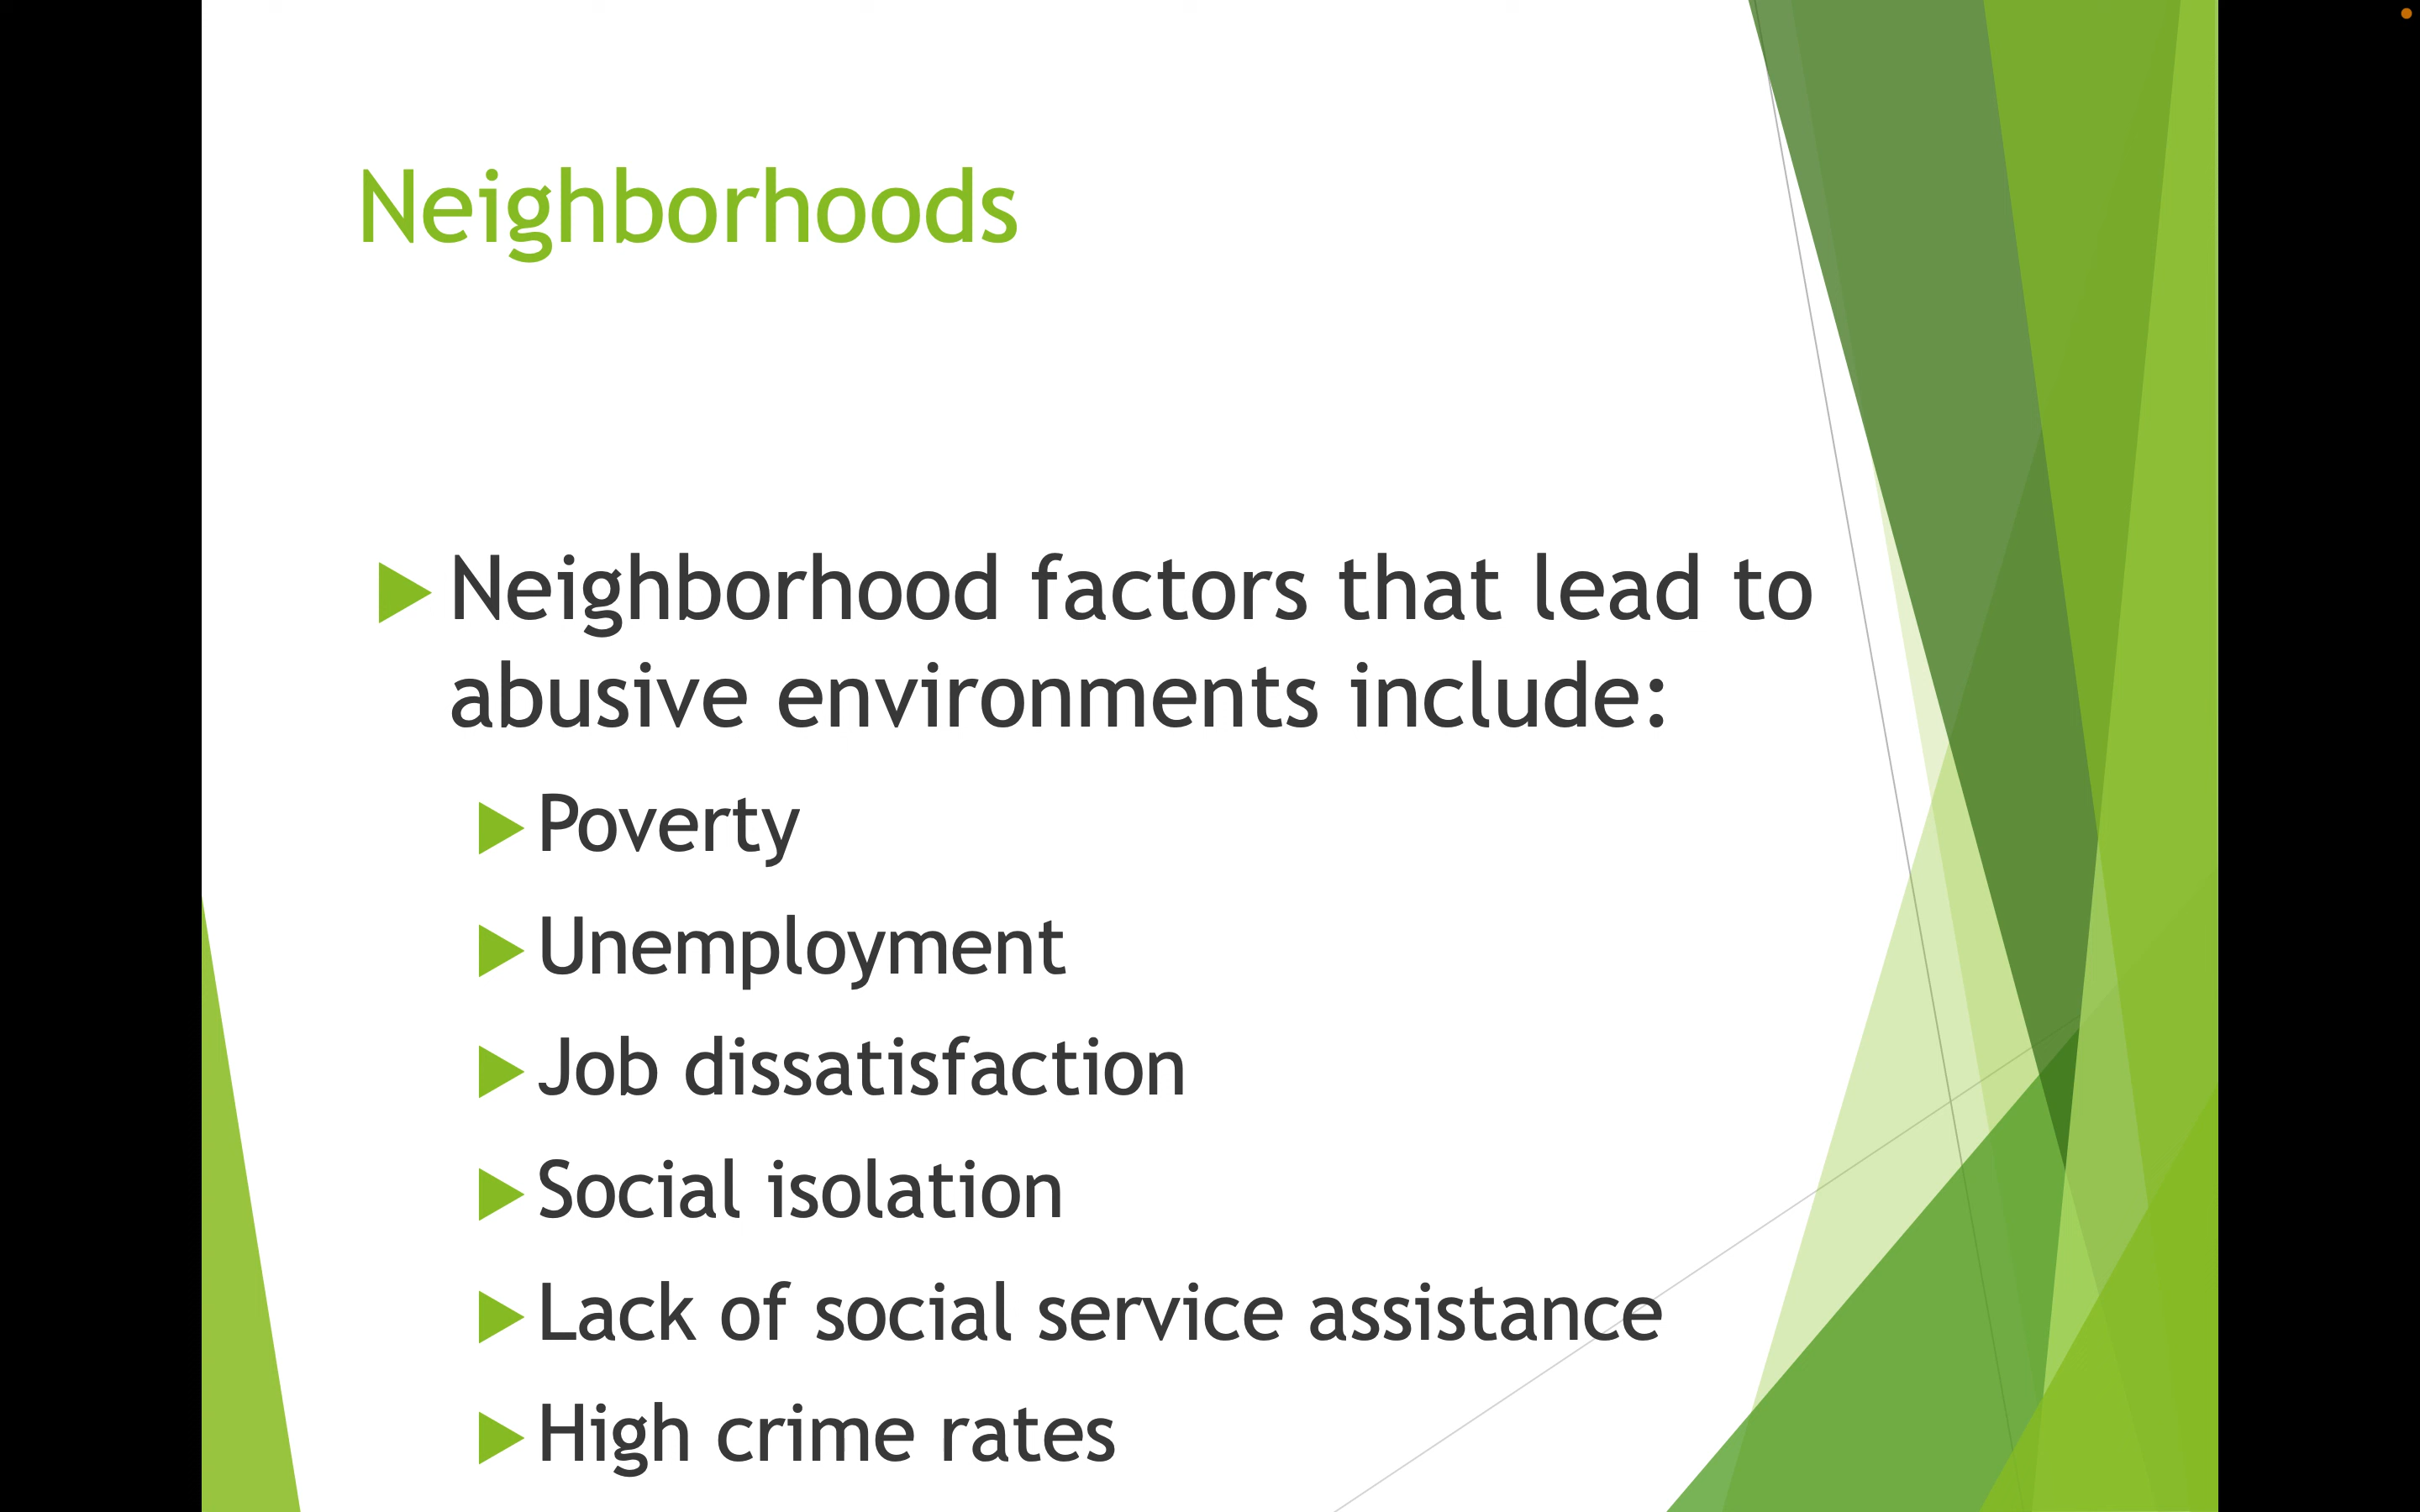 Neighborhoods
Neighborhood factors that lead to
abusive environments include:
Poverty
Unemployment
Job dissatisfaction
Social isolation
Lack of social service assistance
High crime rates